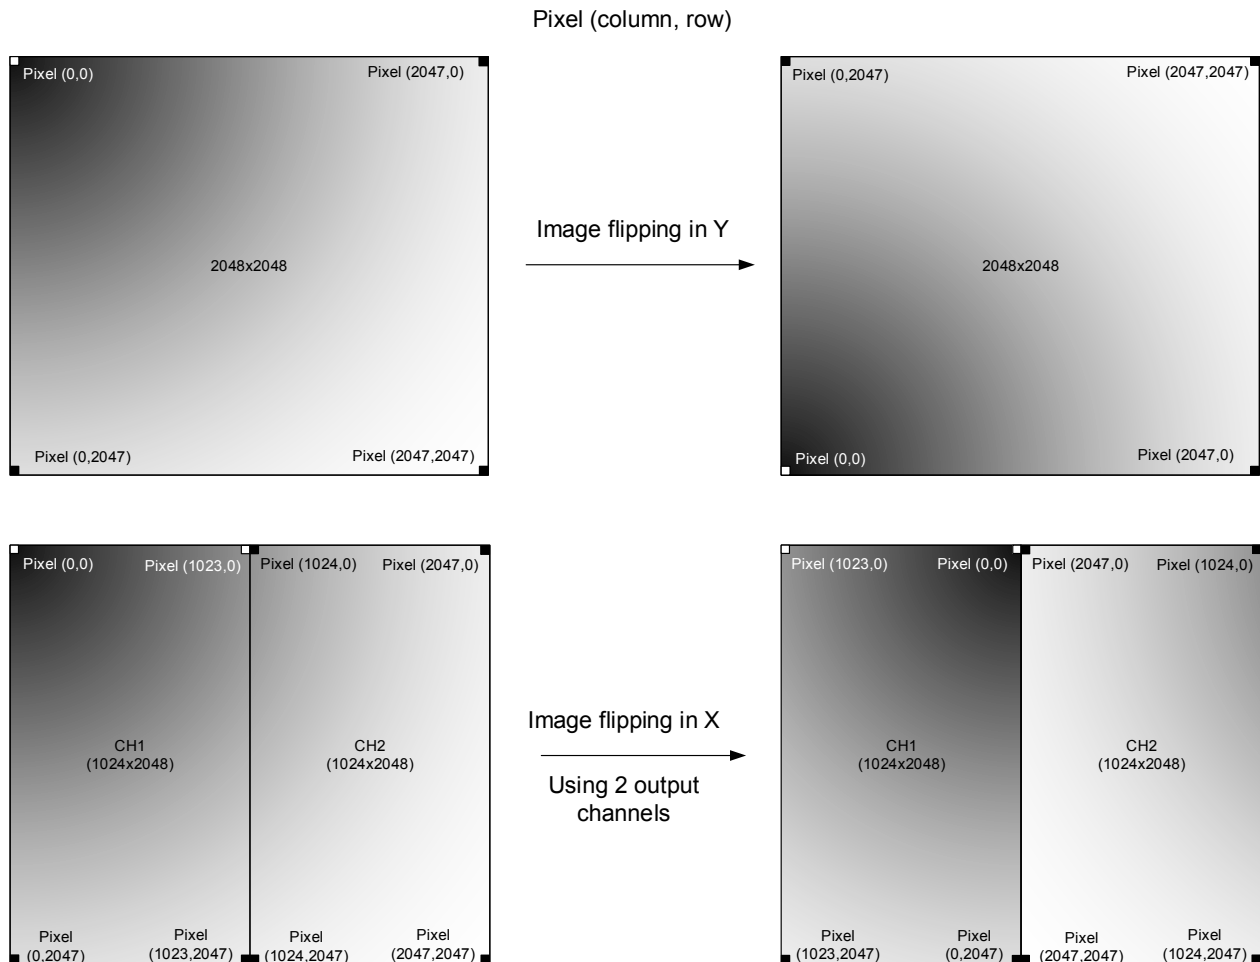 Pixel (column, row)
Pixel (0,0)
Pixel (2047,0)
2048x2048
Pixel (0,2047)
Pixel (2047,2047)
Image flipping in Y
Pixel (0,2047)
Pixel (2047,2047)
2048x2048
Pixel (0,0)
Pixel (2047,0)
Pixel (0,0)
Pixel (1023,0)
Pixel (1024,0)
Pixel (2047,0)
CH1
(1024x2048)
CH2
(1024x2048)
Pixel
(0,2047)
Pixel
(1023,2047)
Pixel
(1024,2047)
Pixel
(2047,2047)
Image flipping in X
Using 2 output
channels
Pixel (1023,0)
Pixel (0,0)
Pixel (2047,0)
Pixel (1024,0)
CH1
(1024x2048)
CH2
(1024x2048)
Pixel
(1023,2047)
Pixel
(0,2047)
Pixel
(2047,2047)
Pixel
(1024,2047)